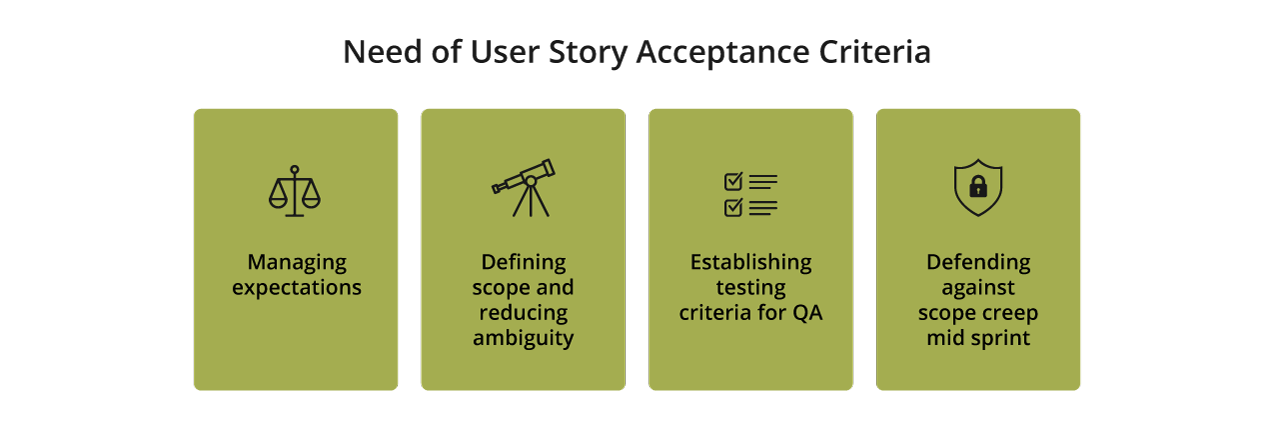 Need of User Story Acceptance Criteria
Managing
expectations
Defining
scope and
reducing
ambiguity
Establishing
testing
criteria for QA
Defending
against
scope creep
mid sprint